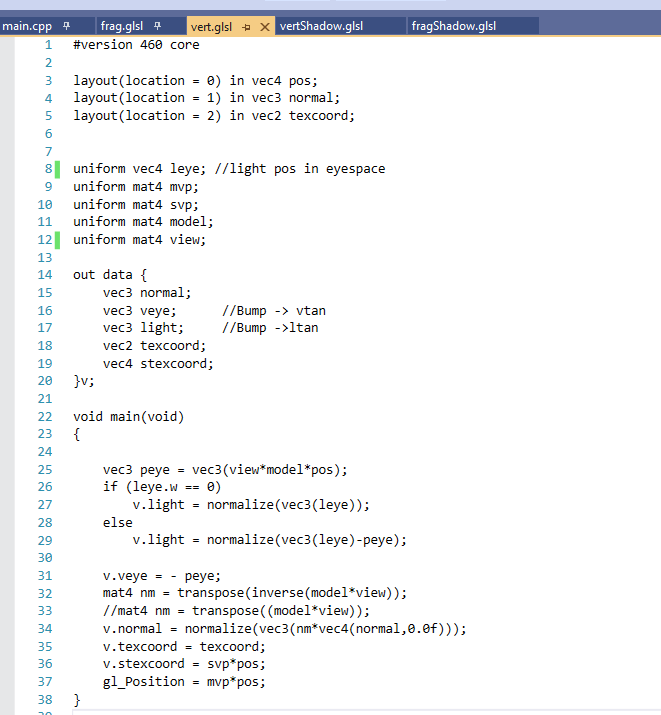 main.cpp frag.glsl vert.glsl vertShadow.glsl fragShadow.glsl
1 #version 460 core
2
3 layout(location = 0) in vec4 pos;
4 layout(location = 1) in vec3 normal;
5 layout(location = 2) in vec2 texcoord;
6
7
8 uniform vec4 leye; //light pos in eyespace
9 uniform mat4 mvp;
10 uniform mat4 svp;
11 uniform mat4 model;
12 uniform mat4 view;
13
14 out data {
15     vec3 normal;
16     vec3 veye;      //Bump -> vtan
17     vec3 light;     //Bump ->ltan
18     vec2 texcoord;
19     vec4 stexcoord;
20 }v;
21
22 void main(void)
23 {
24
25     vec3 peye = vec3(view*model*pos);
26     if (leye.w == 0)
27         v.light = normalize(vec3(leye));
28     else
29         v.light = normalize(vec3(leye)-peye);
30
31     v.veye = - peye;
32     mat4 nm = transpose(inverse(model*view));
33     //mat4 nm = transpose((model*view));
34     v.normal = normalize(vec3(nm*vec4(normal,0.0f)));
35     v.texcoord = texcoord;
36     v.stexcoord = svp*pos;
37     gl_Position = mvp*pos;
38 }